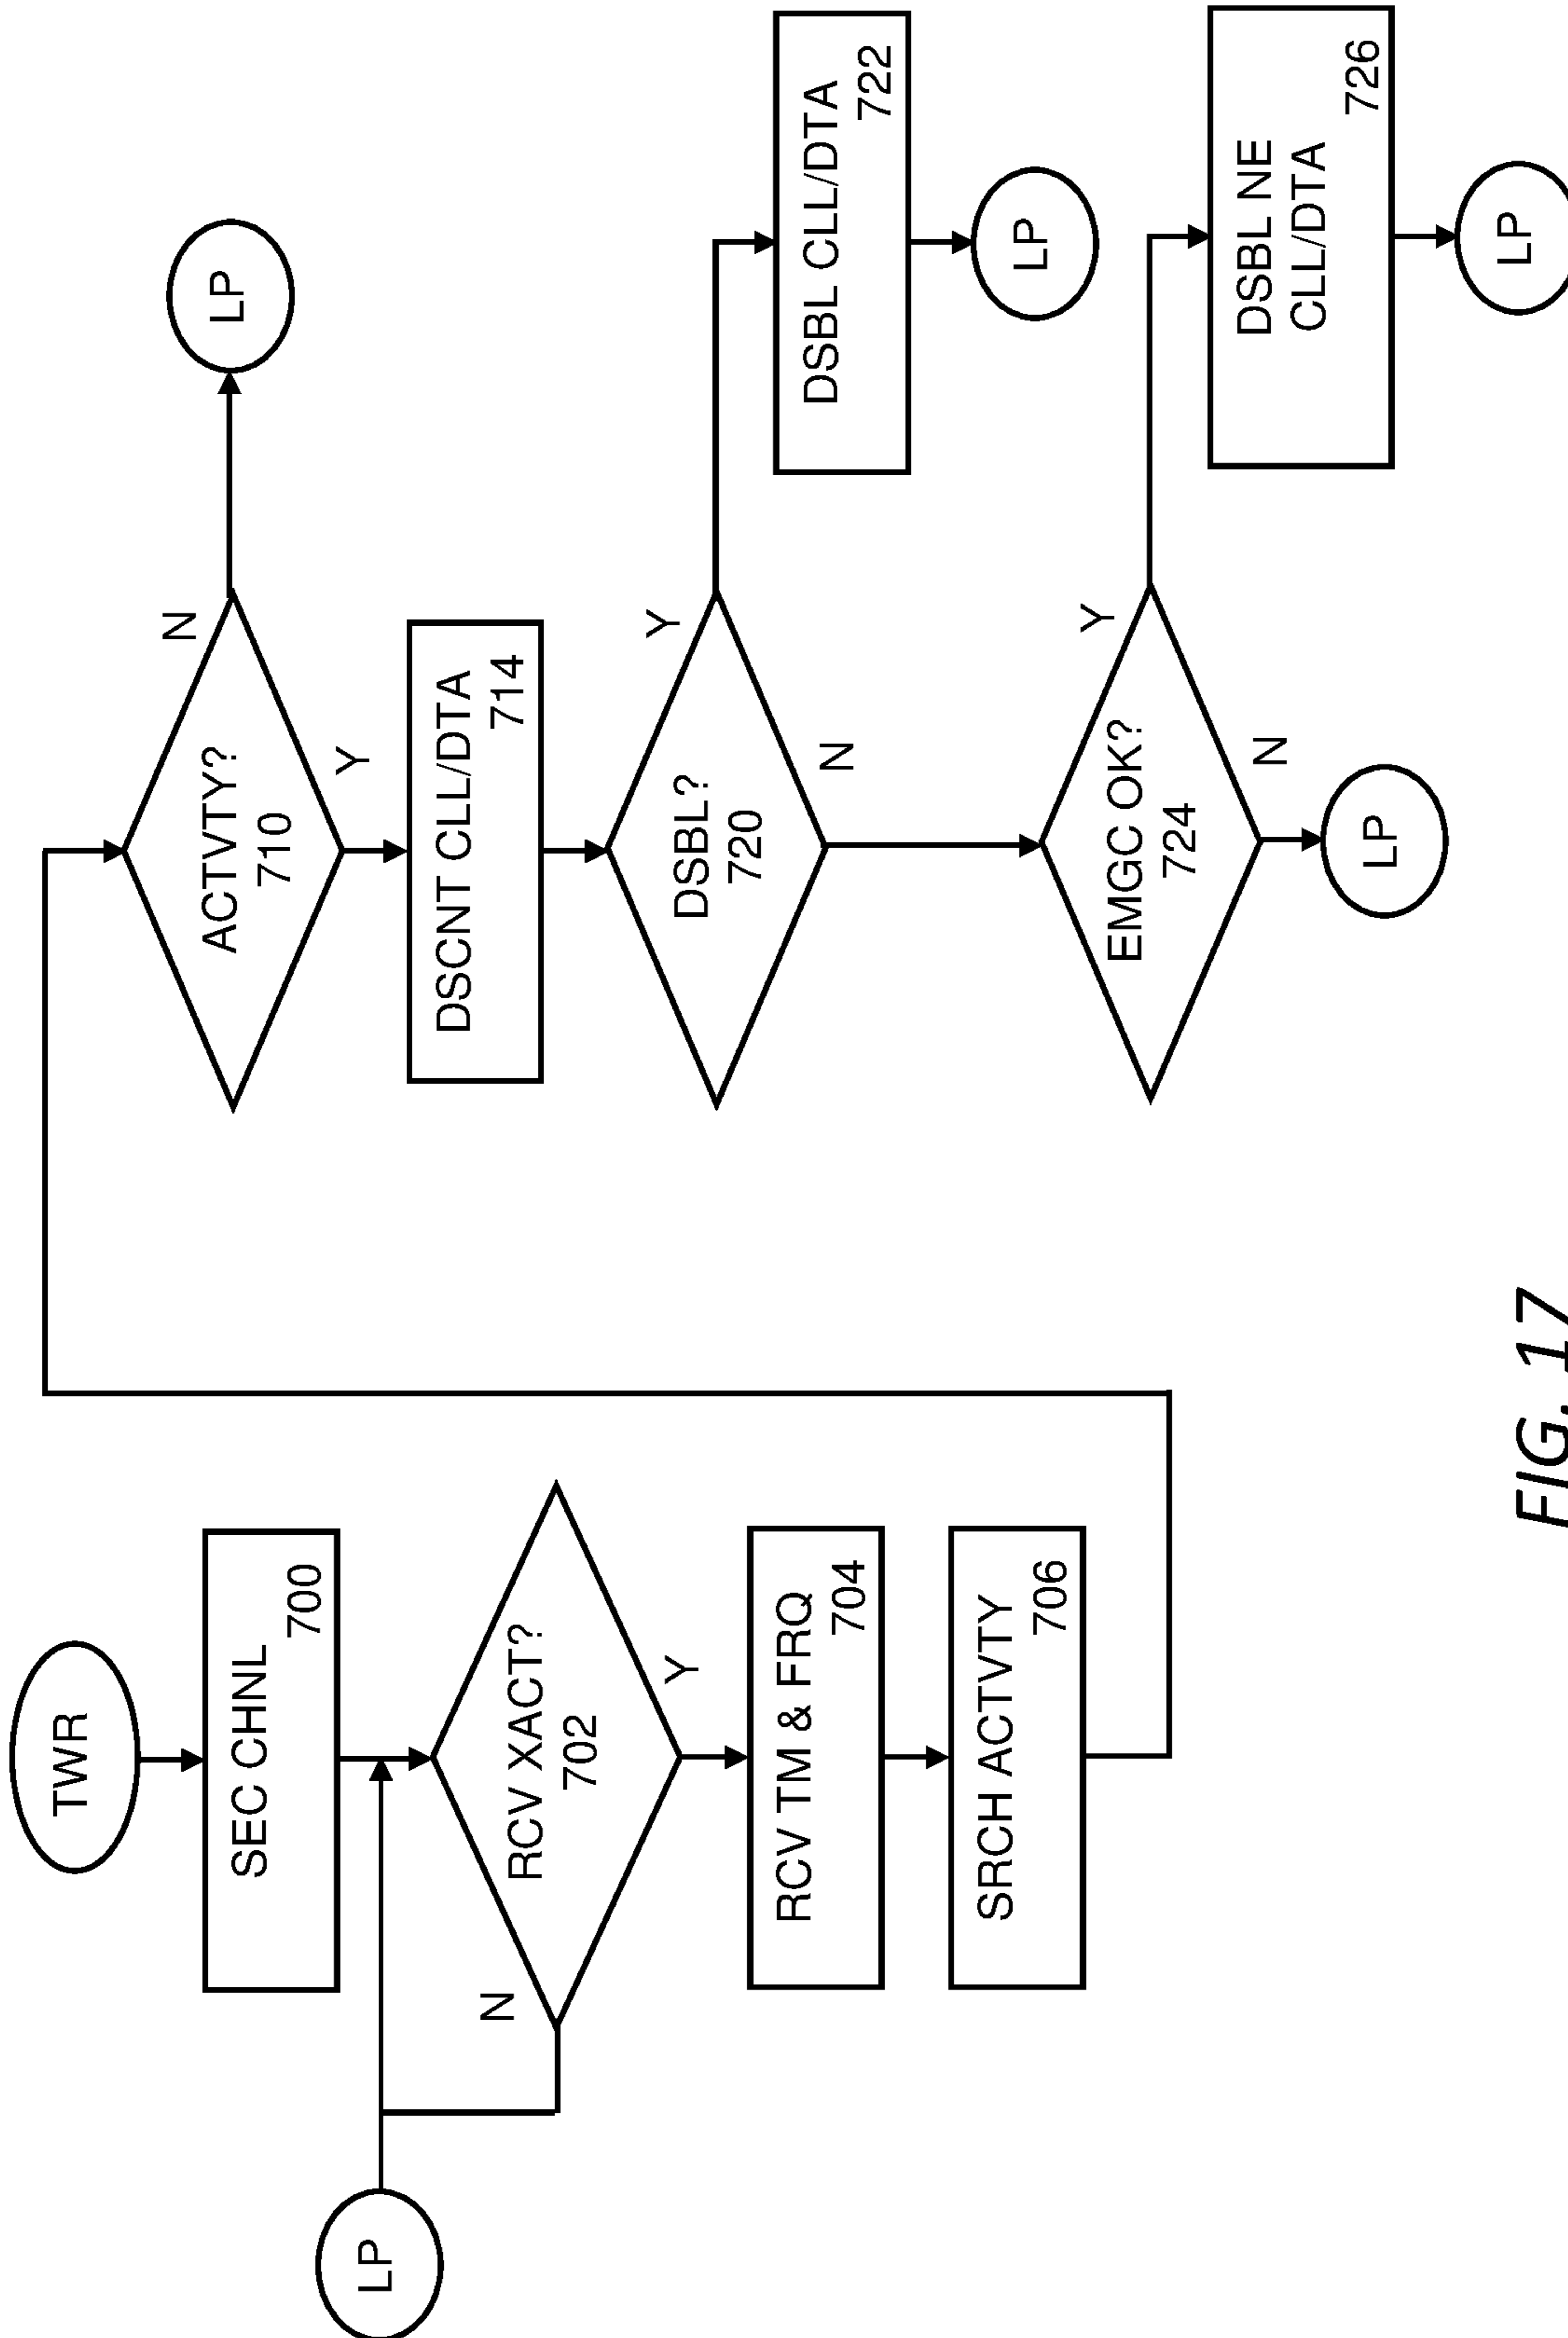 TWR
SEC CHNL
700
LP
RCV XACT?
702
N
Y
RCV TM & FRQ
704
SRCH ACTVTY
706
ACTVTY?
710
N
LP
Y
DSCNT CLL/DTA
714
DSBL?
720
Y
DSBL CLL/DTA
722
LP
N
EMGC OK?
724
Y
DSBL NE
CLL/DTA
726
LP
N
LP
FIG. 17